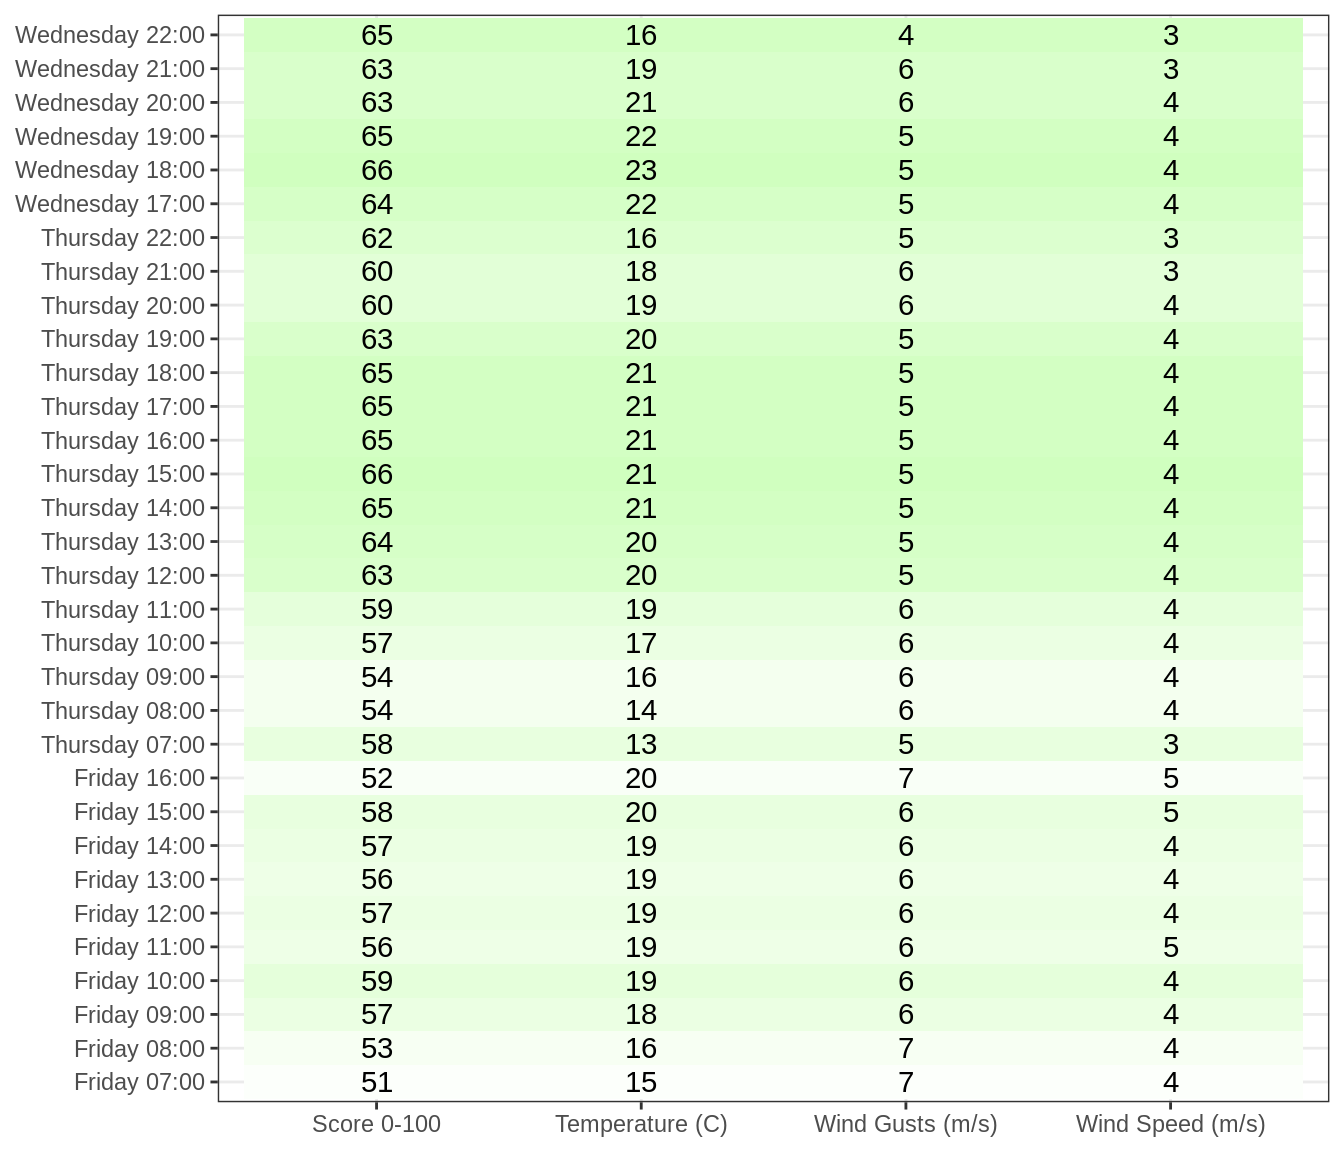 Wednesday 22:00 65 16 4 3
Wednesday 21:00 63 19 6 3
Wednesday 20:00 63 21 6 4
Wednesday 19:00 65 22 5 4
Wednesday 18:00 66 23 5 4
Wednesday 17:00 64 22 5 4
Thursday 22:00 62 16 5 3
Thursday 21:00 60 18 6 3
Thursday 20:00 60 19 6 4
Thursday 19:00 63 20 5 4
Thursday 18:00 65 21 5 4
Thursday 17:00 65 21 5 4
Thursday 16:00 65 21 5 4
Thursday 15:00 66 21 5 4
Thursday 14:00 65 21 5 4
Thursday 13:00 64 20 5 4
Thursday 12:00 63 20 5 4
Thursday 11:00 59 19 6 4
Thursday 10:00 57 17 6 4
Thursday 09:00 54 16 6 4
Thursday 08:00 54 14 6 4
Thursday 07:00 58 13 5 3
Friday 16:00 52 20 7 5
Friday 15:00 58 20 6 5
Friday 14:00 57 19 6 4
Friday 13:00 56 19 6 4
Friday 12:00 57 19 6 4
Friday 11:00 56 19 6 5
Friday 10:00 59 19 6 4
Friday 09:00 57 18 6 4
Friday 08:00 53 16 7 4
Friday 07:00 51 15 7 4
Score 0-100 Temperature (C) Wind Gusts (m/s) Wind Speed (m/s)